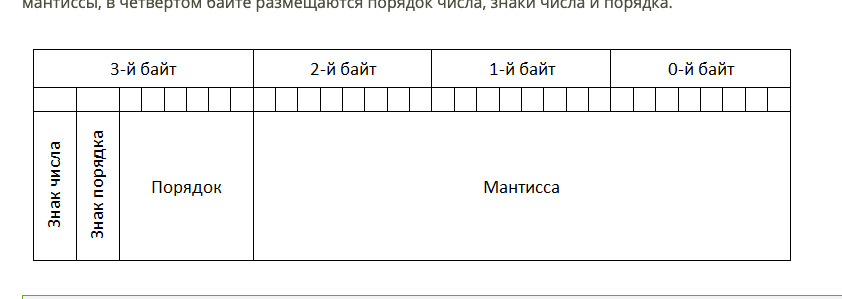 мантиссы, в четвертом байте размещаются порядок числа, знаки числа и порядка.
3-й байт 2-й байт 1-й байт 0-й байт
Знак числа
Знак порядка
Порядок
Мантисса